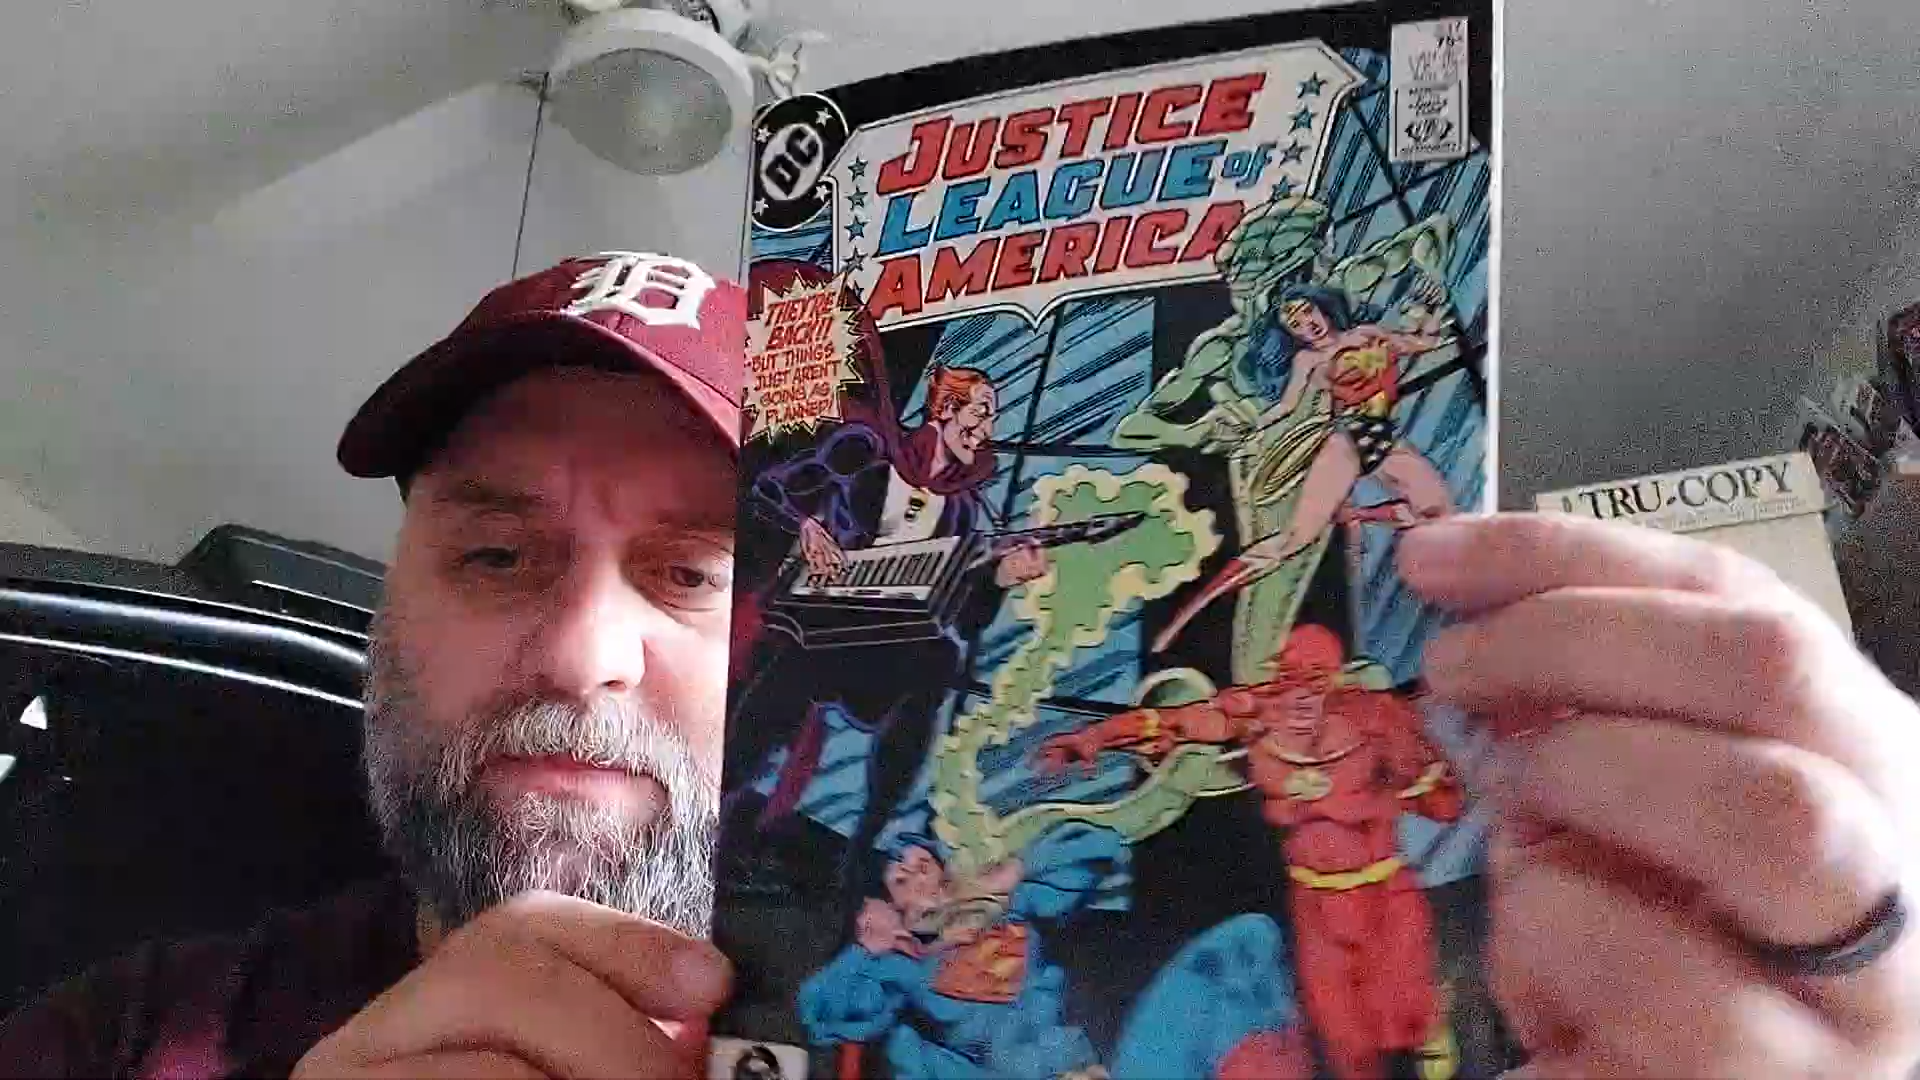 D
DC
JUSTICE
LEAGUE of
AMERICA
THEY'RE
BACK!!
BUT THINGS
JUST AREN'T
GOING AS
PLANNED!
TRU-COPY